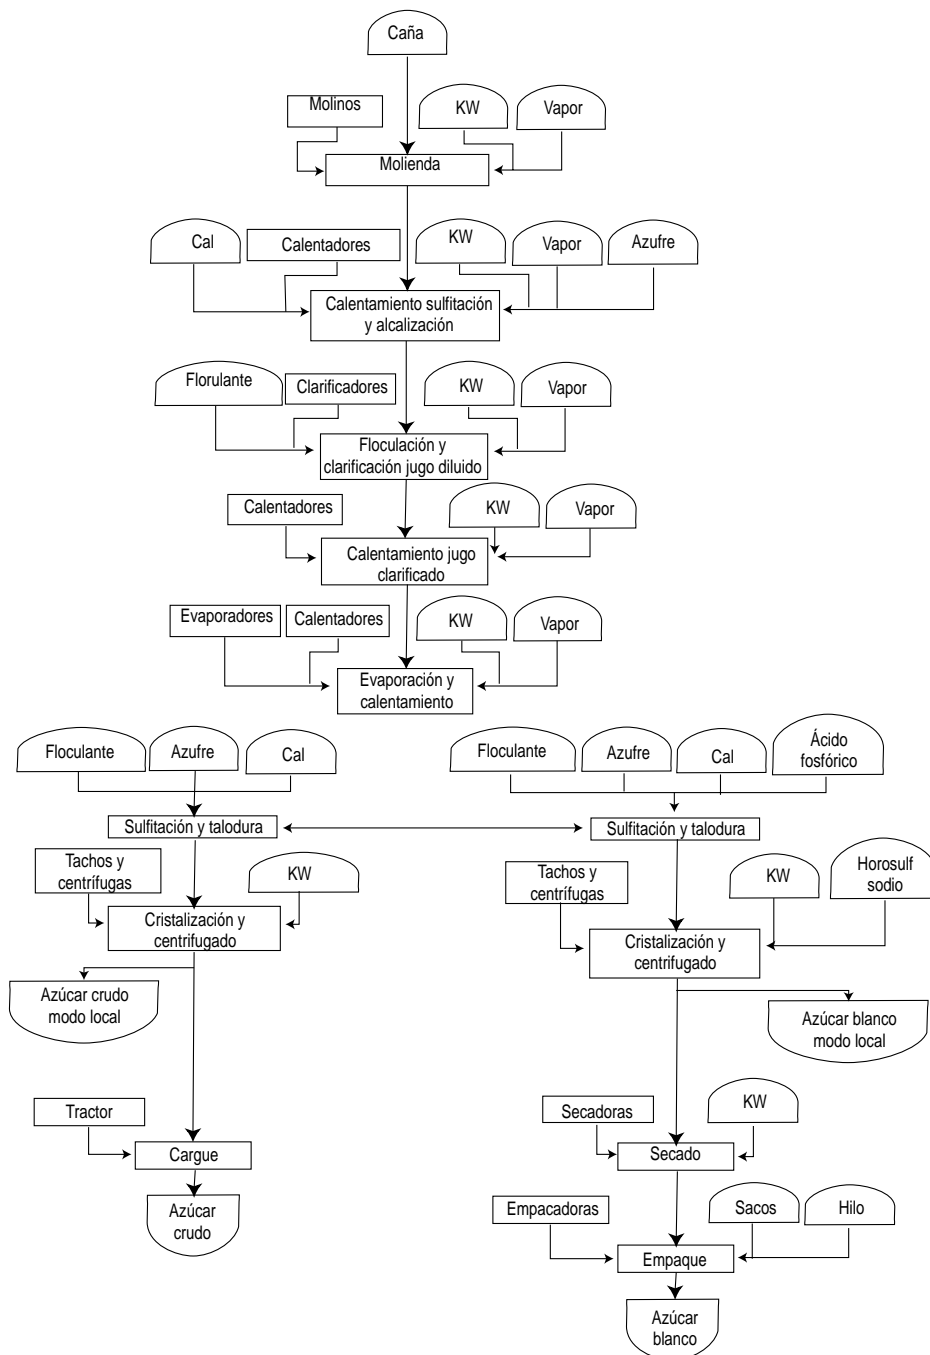 Caña
Molinos
KW
Vapor
Molienda
Cal
Calentadores
KW
Vapor
Azufre
Calentamiento sulfitación
y alcalización
Florulante
Clarificadores
KW
Vapor
Floculación y
clarificación jugo diluido
Calentadores
KW
Vapor
Calentamiento jugo
clarificado
Evaporadores
Calentadores
KW
Vapor
Evaporación y
calentamiento
Floculante
Azufre
Cal
Floculante
Azufre
Cal
Ácido
fosfórico
Sulfitación y talodura
Sulfitación y talodura
Tachos y
centrífugas
KW
Cristalización y
centrifugado
Tachos y
centrífugas
KW
Horosulf
sodio
Cristalización y
centrifugado
Azúcar crudo
modo local
Azúcar blanco
modo local
Tractor
Cargue
Azúcar
crudo
Secadoras
KW
Secado
Empacadoras
Sacos
Hilo
Empaque
Azúcar
blanco